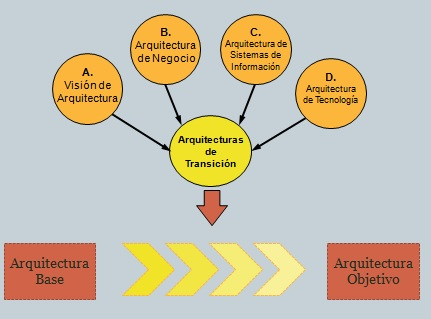 A.
Visión de
Arquitectura
B.
Arquitectura
de Negocio
C.
Arquitectura de
Sistemas de
Información
D.
Arquitectura
de Tecnología
Arquitecturas
de
Transición
Arquitectura
Base
Arquitectura
Objetivo